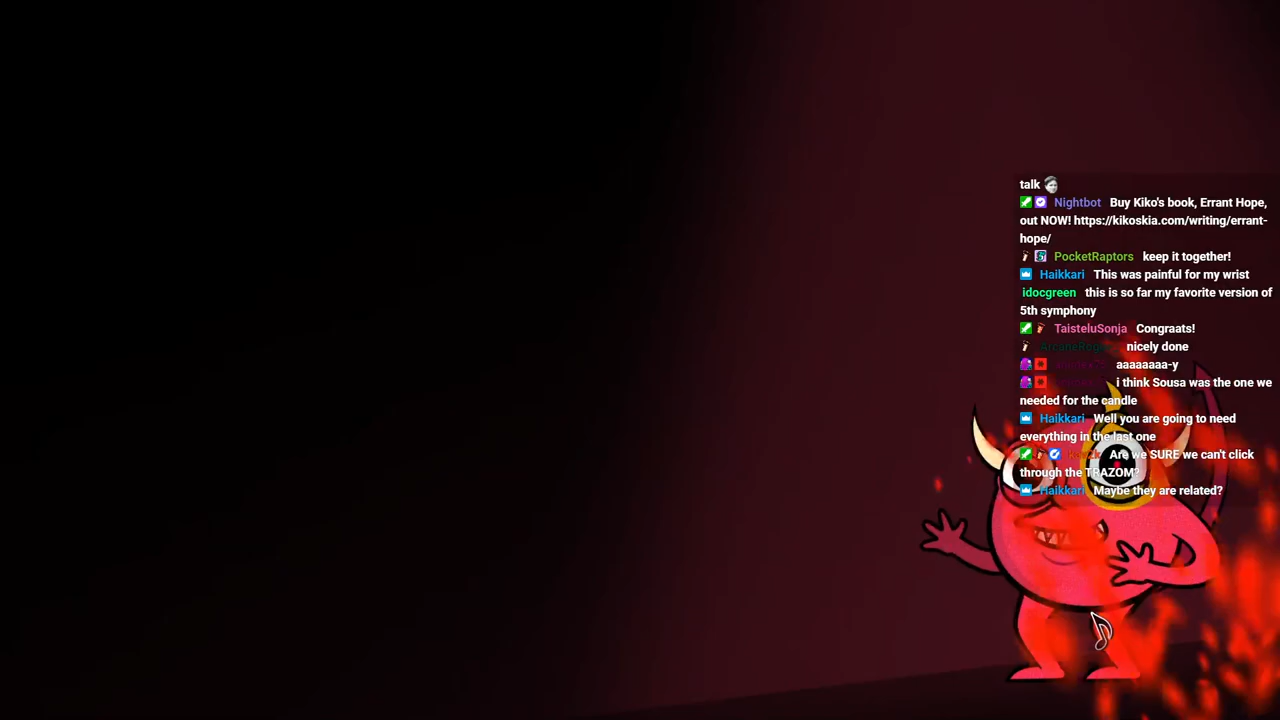 talk
Nightbot Buy Kiko's book, Errant Hope,
out NOW! https://kikoskia.com/writing/errant-
hope/
PocketRaptors keep it together!
Haikkari This was painful for my wrist
idocgreen this is so far my favorite version of
5th symphony
TaisteluSonja Congraats!
nicely done
aaaaaaaa-y
i think Sousa was the one we
needed for the candle
Haikkari Well you are going to need
everything in the last one
Are we SURE we can't click
through the TRAZOM?
Haikkari Maybe they are related?